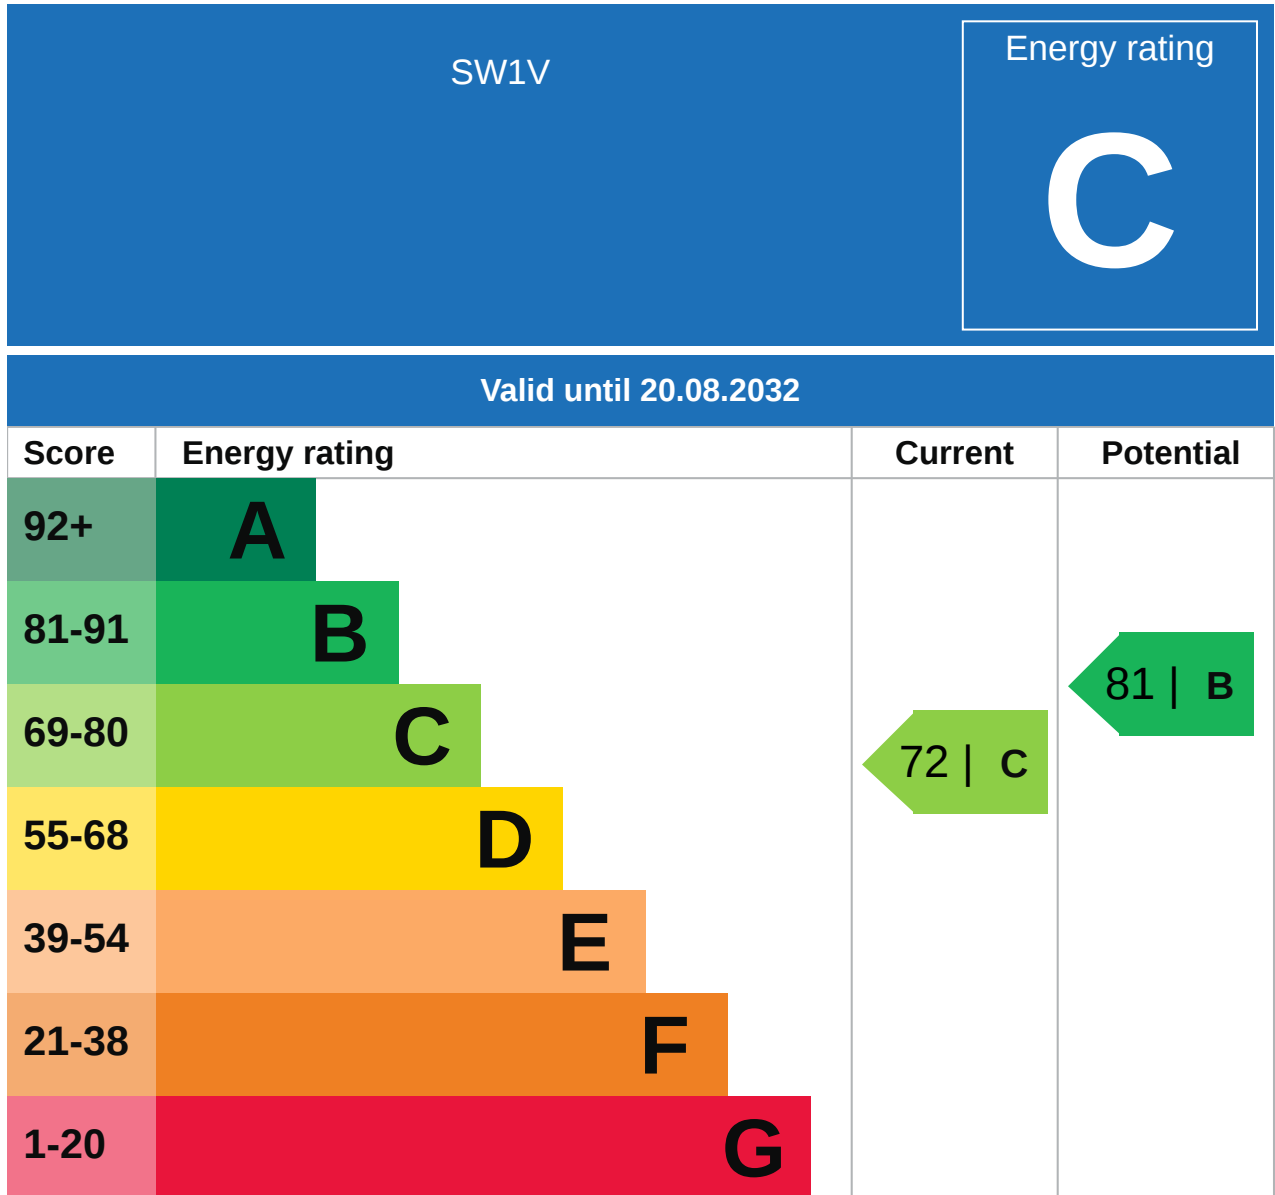 SW1V
Energy rating
C
Valid until 20.08.2032
Score Energy rating Current Potential
92+ A
81-91 B
81 | B
69-80 C
72 | C
55-68 D
39-54 E
21-38 F
1-20 G